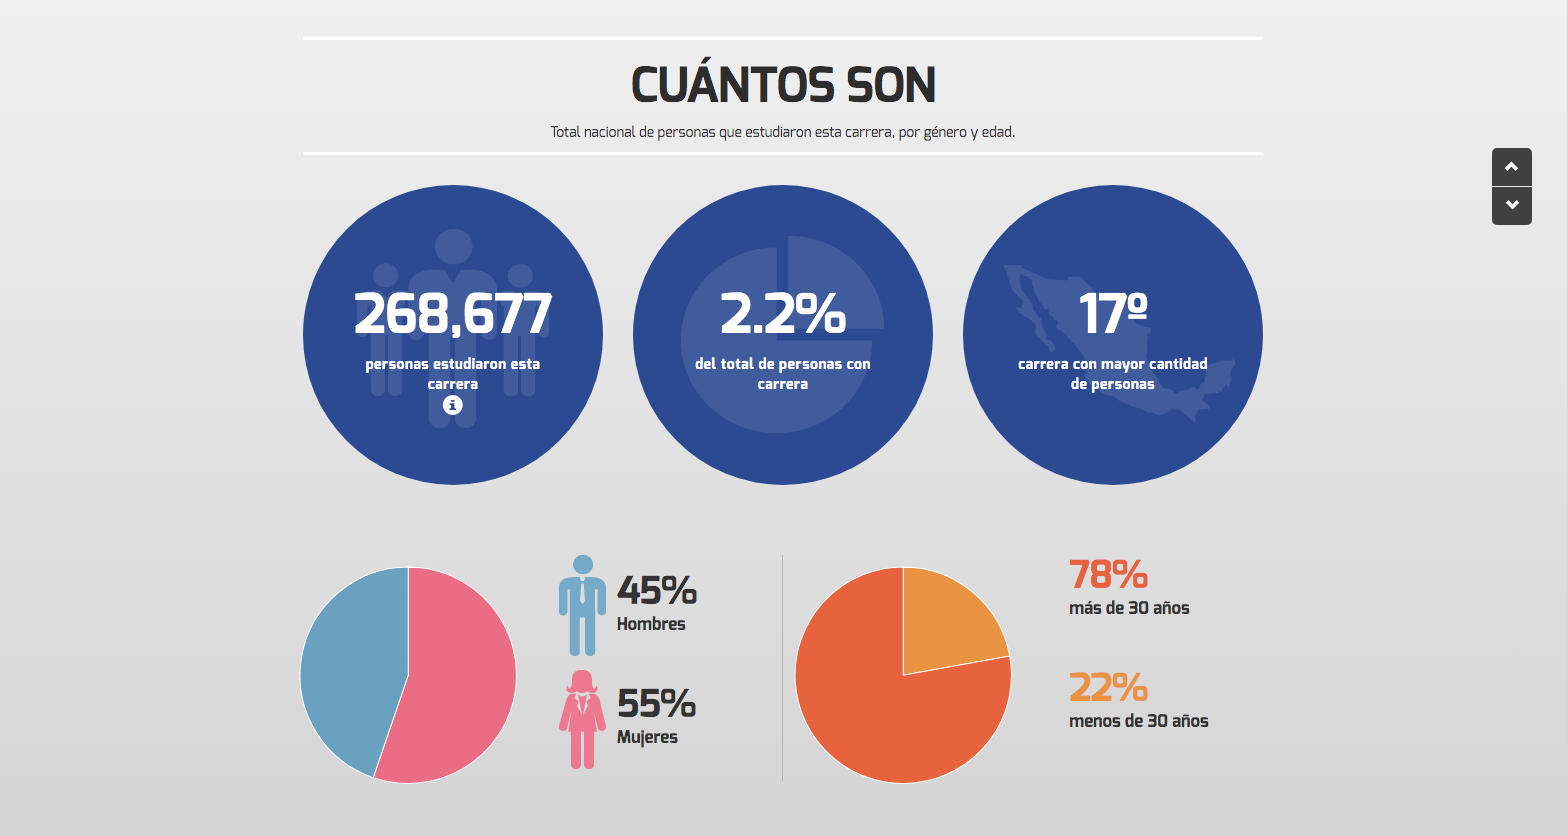 CUÁNTOS SON
Total nacional de personas que estudiaron esta carrera, por género y edad.
268,677
personas estudiaron esta
carrera
i
2.2%
del total de personas con
carrera
17º
carrera con mayor cantidad
de personas
45%
Hombres
55%
Mujeres
78%
más de 30 años
22%
menos de 30 años